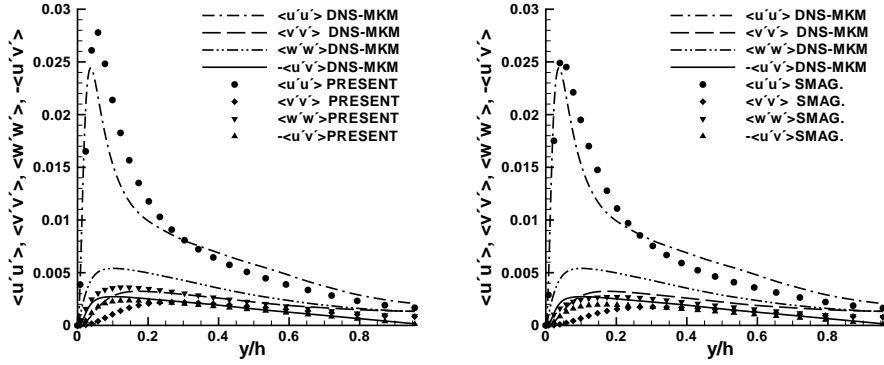 <u´u´>, <v´v´>, <w´w´>, -<u´v´>
0.03
0.025
0.02
0.015
0.01
0.005
0
0 0.2 0.4 0.6 0.8
y/h
<u´u´> DNS-MKM
<v´v´> DNS-MKM
<w´w´>DNS-MKM
-<u´v´>DNS-MKM
<u´u´> PRESENT
<v´v´> PRESENT
<w´w´>PRESENT
-<u´v´>PRESENT
<u´u´>, <v´v´>, <w´w´>, -<u´v´>
0.03
0.025
0.02
0.015
0.01
0.005
0
0 0.2 0.4 0.6 0.8
y/h
<u´u´> DNS-MKM
<v´v´> DNS-MKM
<w´w´>DNS-MKM
-<u´v´>DNS-MKM
<u´u´> SMAG.
<v´v´> SMAG.
<w´w´> SMAG.
-<u´v´> SMAG.